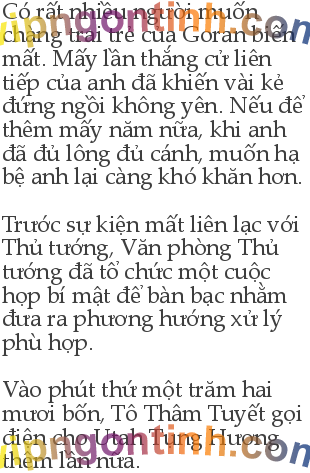 Có rất nhiều người muốn
chàng trai trẻ của Goran biến
mất. Mấy lần thắng cử liên
tiếp của anh đã khiến vài kẻ
đứng ngồi không yên. Nếu để
thêm mấy năm nữa, khi anh
đã đủ lông đủ cánh, muốn hạ
bệ anh lại càng khó khăn hơn.
Trước sự kiện mất liên lạc với
Thủ tướng, Văn phòng Thủ
tướng đã tổ chức một cuộc
họp bí mật để bàn bạc nhằm
đưa ra phương hướng xử lý
phù hợp.
Vào phút thứ một trăm hai
mươi bốn, Tô Thâm Tuyết gọi
điện cho Utah Tụng Hương
thêm lần nữa.